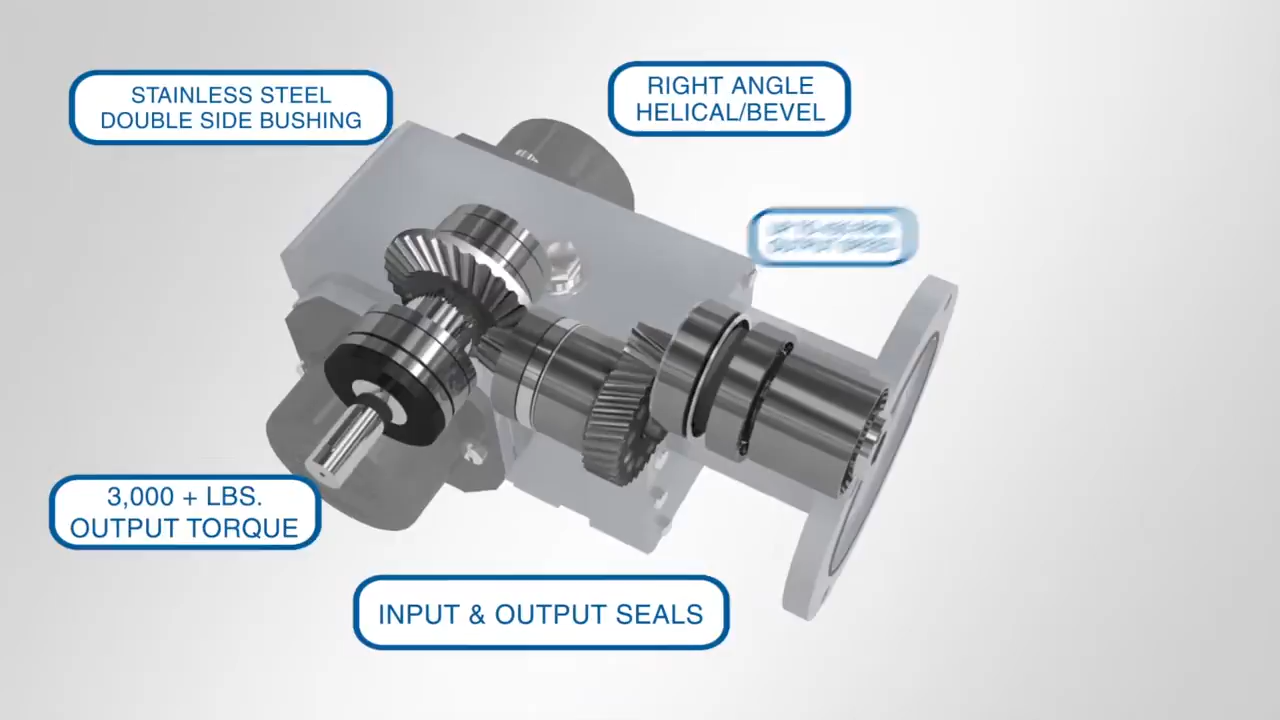 STAINLESS STEEL
DOUBLE SIDE BUSHING
RIGHT ANGLE
HELICAL/BEVEL
3,000 + LBS.
OUTPUT TORQUE
INPUT & OUTPUT SEALS